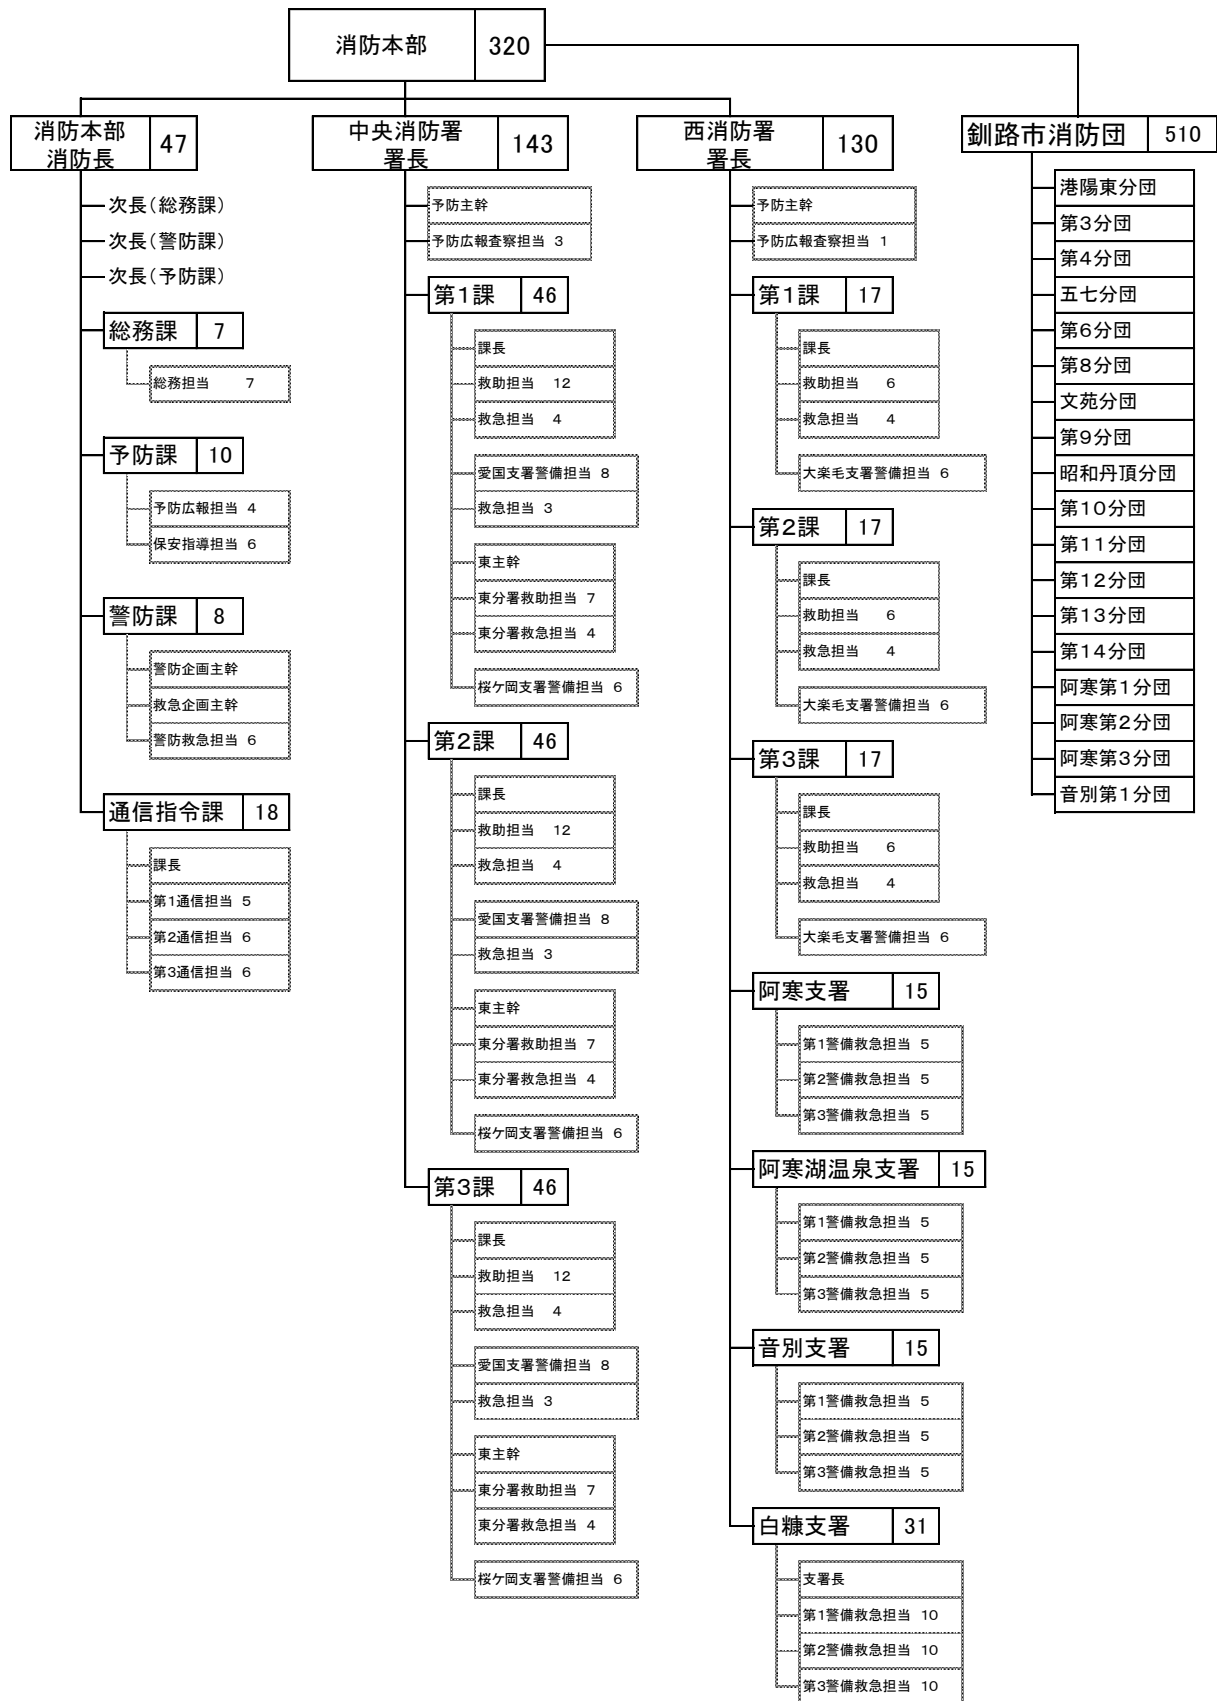 消防本部 320
消防本部
消防長 47
次長(総務課)
次長(警防課)
次長(予防課)
総務課 7
総務担当 7
予防課 10
予防広報担当 4
保安指導担当 6
警防課 8
警防企画主幹
救急企画主幹
警防救急担当 6
通信指令課 18
課長
第1通信担当 5
第2通信担当 6
第3通信担当 6
中央消防署
署長 143
予防主幹
予防広報査察担当 3
第1課 46
課長
救助担当 12
救急担当 4
愛国支署警備担当 8
救急担当 3
東主幹
東分署救助担当 7
東分署救急担当 4
桜ケ岡支署警備担当 6
第2課 46
課長
救助担当 12
救急担当 4
愛国支署警備担当 8
救急担当 3
東主幹
東分署救助担当 7
東分署救急担当 4
桜ケ岡支署警備担当 6
第3課 46
課長
救助担当 12
救急担当 4
愛国支署警備担当 8
救急担当 3
東主幹
東分署救助担当 7
東分署救急担当 4
桜ケ岡支署警備担当 6
西消防署
署長 130
予防主幹
予防広報査察担当 1
第1課 17
課長
救助担当 6
救急担当 4
大楽毛支署警備担当 6
第2課 17
課長
救助担当 6
救急担当 4
大楽毛支署警備担当 6
第3課 17
課長
救助担当 6
救急担当 4
大楽毛支署警備担当 6
阿寒支署 15
第1警備救急担当 5
第2警備救急担当 5
第3警備救急担当 5
阿寒湖温泉支署 15
第1警備救急担当 5
第2警備救急担当 5
第3警備救急担当 5
音別支署 15
第1警備救急担当 5
第2警備救急担当 5
第3警備救急担当 5
白糠支署 31
支署長
第1警備救急担当 10
第2警備救急担当 10
第3警備救急担当 10
釧路市消防団 510
港陽東分団
第3分団
第4分団
五七分団
第6分団
第8分団
文苑分団
第9分団
昭和丹頂分団
第10分団
第11分団
第12分団
第13分団
第14分団
阿寒第1分団
阿寒第2分団
阿寒第3分団
音別第1分団